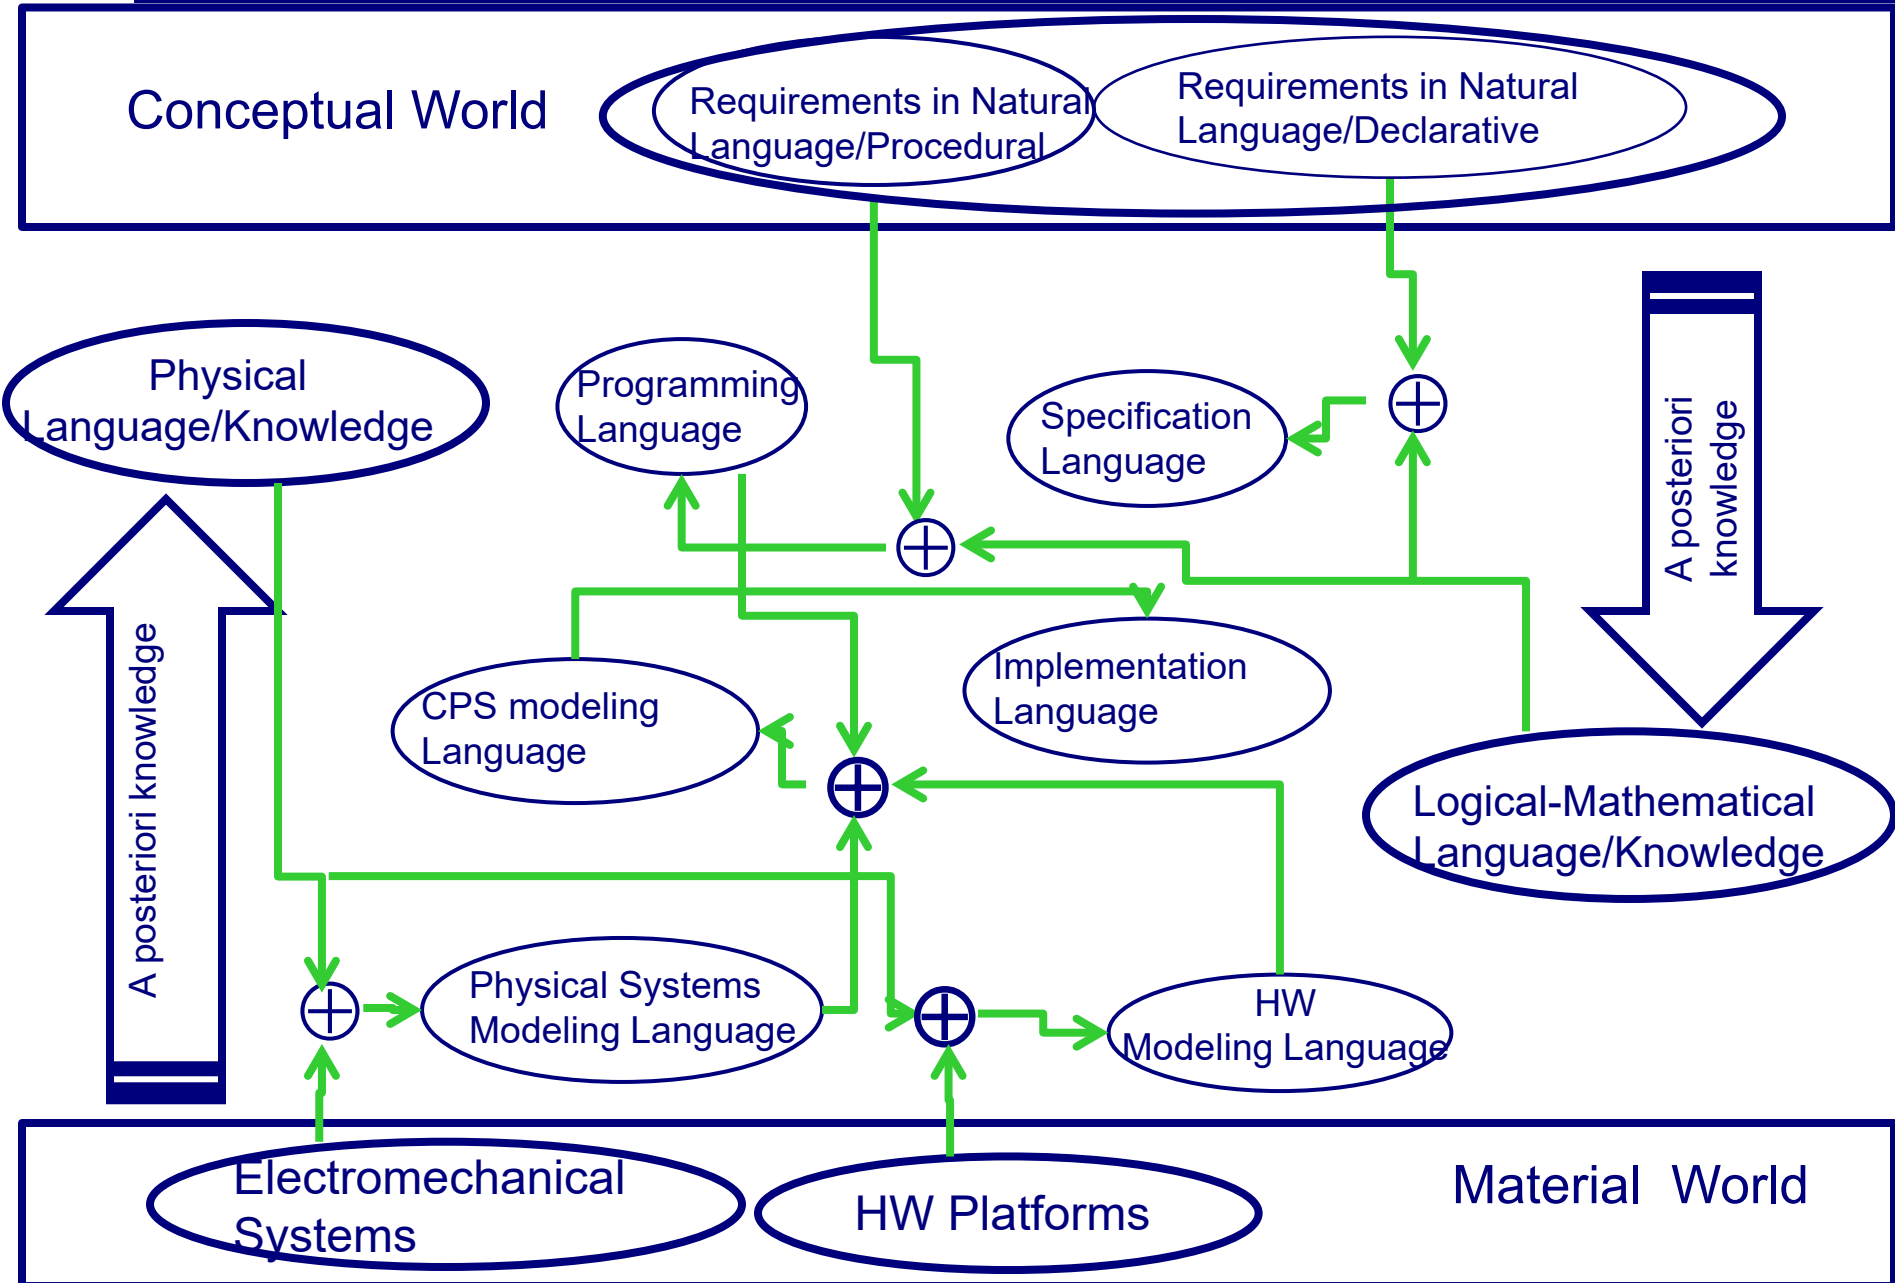 Conceptual World
Requirements in Natural
Language/Procedural
Requirements in Natural
Language/Declarative
Physical
Language/Knowledge
Programming
Language
Specification
Language
A posteriori
knowledge
A posteriori knowledge
CPS modeling
Language
Implementation
Language
Logical-Mathematical
Language/Knowledge
Physical Systems
Modeling Language
HW
Modeling Language
Electromechanical
Systems
HW Platforms
Material World